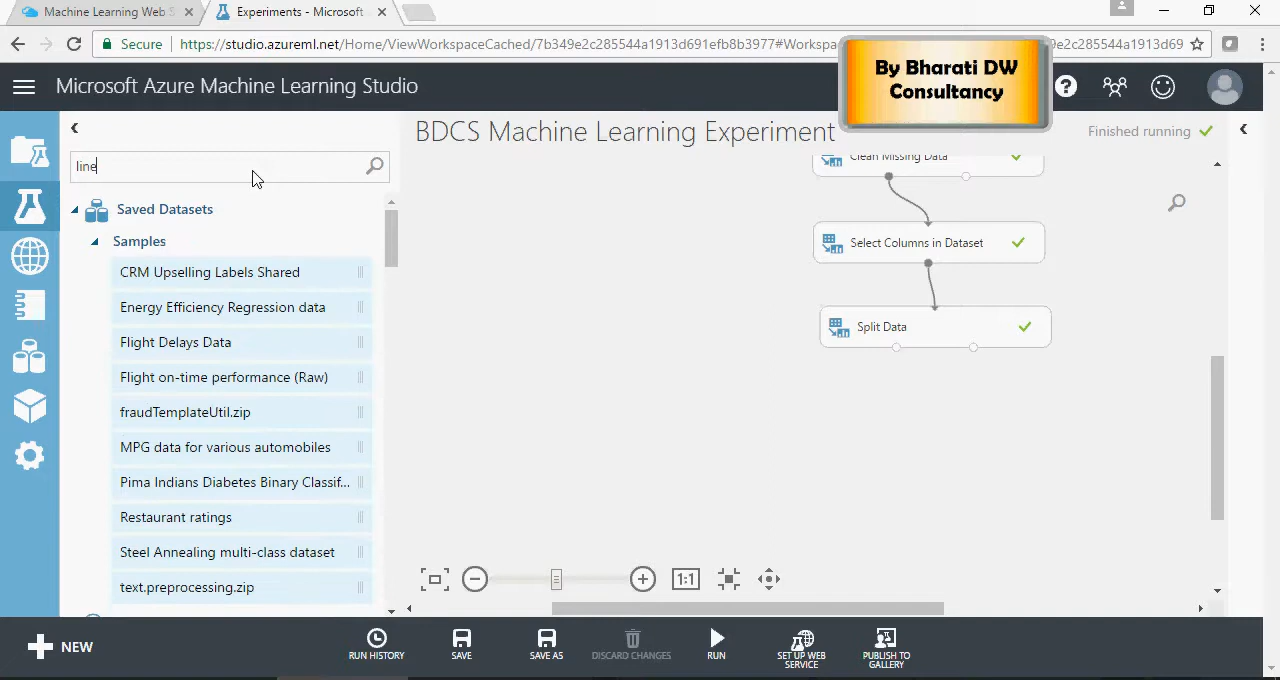 Machine Learning Web S
Experiments - Microsoft
Secure
https://studio.azureml.net/Home/ViewWorkspaceCached/7b349e2c285544a1913d691efb8b3977#Workspa
e2c285544a1913d69
By Bharati DW
Consultancy
Microsoft Azure Machine Learning Studio
BDCS Machine Learning Experiment
Finished running
line
Saved Datasets
Samples
CRM Upselling Labels Shared
Energy Efficiency Regression data
Flight Delays Data
Flight on-time performance (Raw)
fraudTemplateUtil.zip
MPG data for various automobiles
Pima Indians Diabetes Binary Classif...
Restaurant ratings
Steel Annealing multi-class dataset
text.preprocessing.zip
Clean Missing Data
Select Columns in Dataset
Split Data
1:1
NEW
RUN HISTORY
SAVE
SAVE AS
DISCARD CHANGES
RUN
SET UP WEB
SERVICE
PUBLISH TO
GALLERY